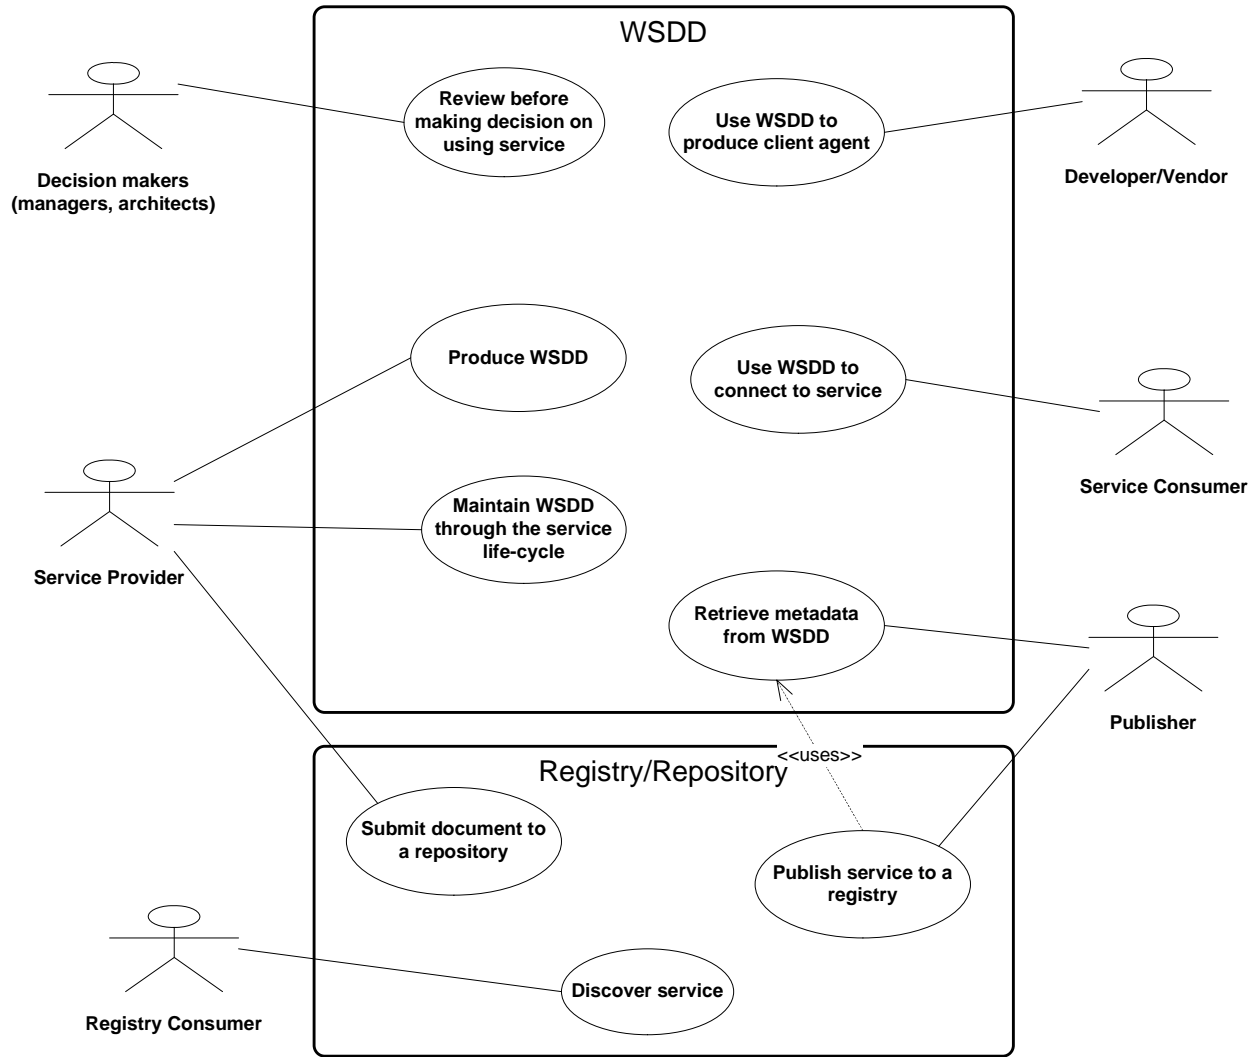 WSDD
Review before
making decision on
using service
Use WSDD to
produce client agent
Decision makers
(managers, architects)
Developer/Vendor
Produce WSDD
Use WSDD to
connect to service
Service Consumer
Maintain WSDD
through the service
life-cycle
Service Provider
Retrieve metadata
from WSDD
Publisher
<<uses>>
Registry/Repository
Submit document to
a repository
Publish service to a
registry
Discover service
Registry Consumer